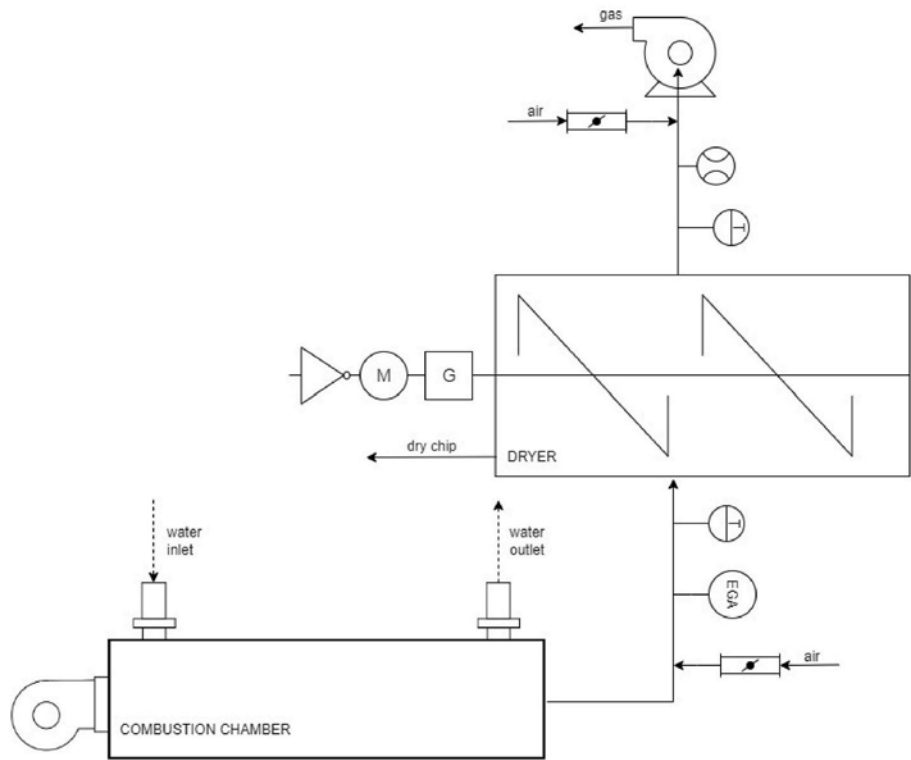 gas
air
T
M
G
dry chip
DRYER
water
inlet
water
outlet
T
EGA
air
COMBUSTION CHAMBER